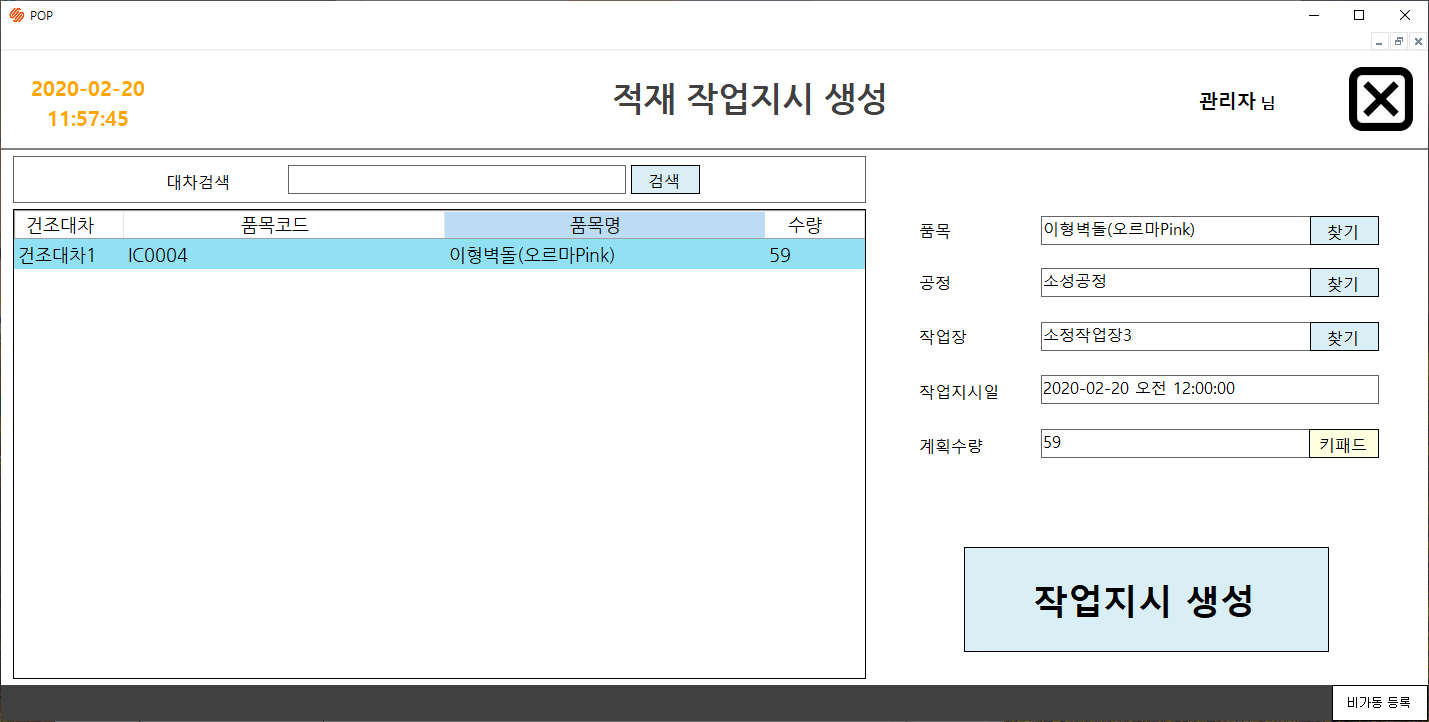 POP
2020-02-20
11:57:45
적재 작업지시 생성
관리자 님
대차검색
검색
건조대차 품목코드 품목명 수량
건조대차1 IC0004 이형벽돌(오르마Pink) 59
품목 이형벽돌(오르마Pink) 찾기
공정 소성공정 찾기
작업장 소정작업장3 찾기
작업지시일 2020-02-20 오전 12:00:00
계획수량 59 키패드
작업지시 생성
비가동 등록